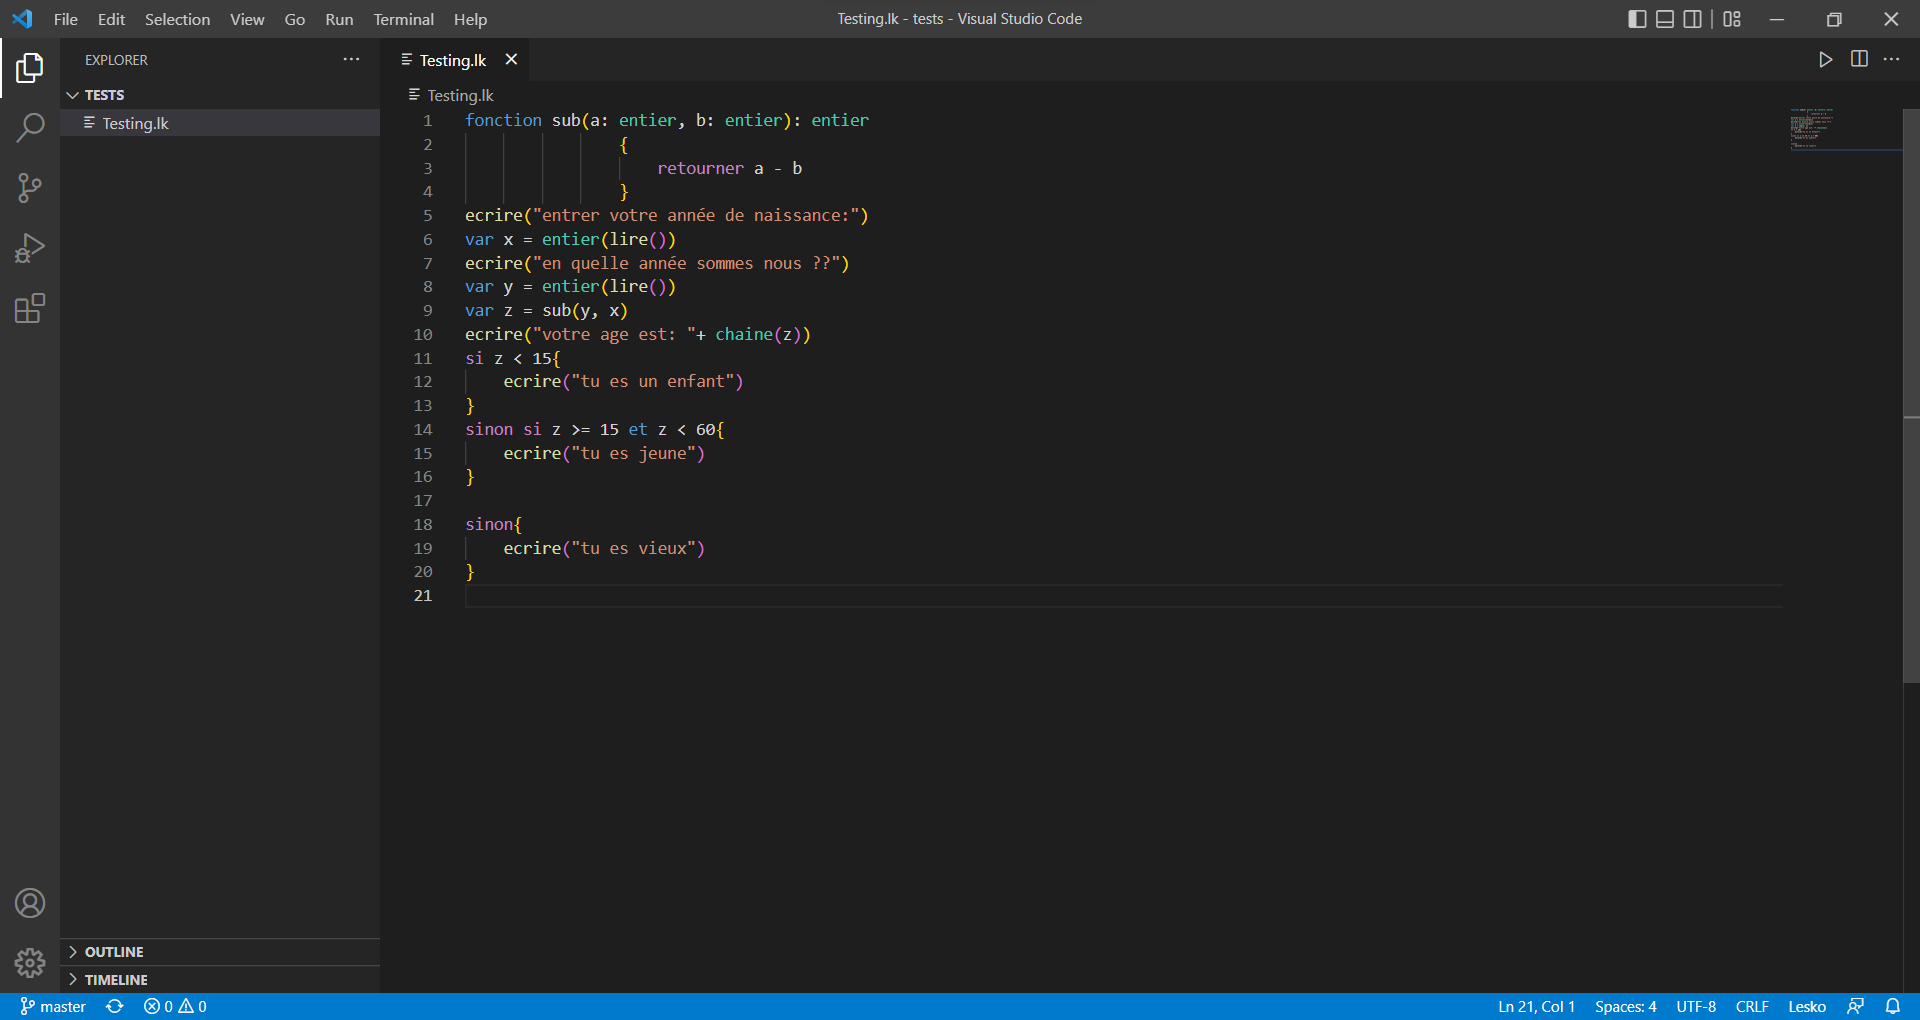 File Edit Selection View Go Run Terminal Help
Testing.lk - tests - Visual Studio Code
EXPLORER
TESTS
Testing.lk
OUTLINE
TIMELINE
Testing.lk
Testing.lk
1 fonction sub(a: entier, b: entier): entier
2 {
3 retourner a - b
4 }
5 ecrire("entrer votre année de naissance:")
6 var x = entier(lire())
7 ecrire("en quelle année sommes nous ??")
8 var y = entier(lire())
9 var z = sub(y, x)
10 ecrire("votre age est: "+ chaine(z))
11 si z < 15{
12 ecrire("tu es un enfant")
13 }
14 sinon si z >= 15 et z < 60{
15 ecrire("tu es jeune")
16 }
17
18 sinon{
19 ecrire("tu es vieux")
20 }
21
master 0 0 Ln 21, Col 1 Spaces: 4 UTF-8 CRLF Lesko